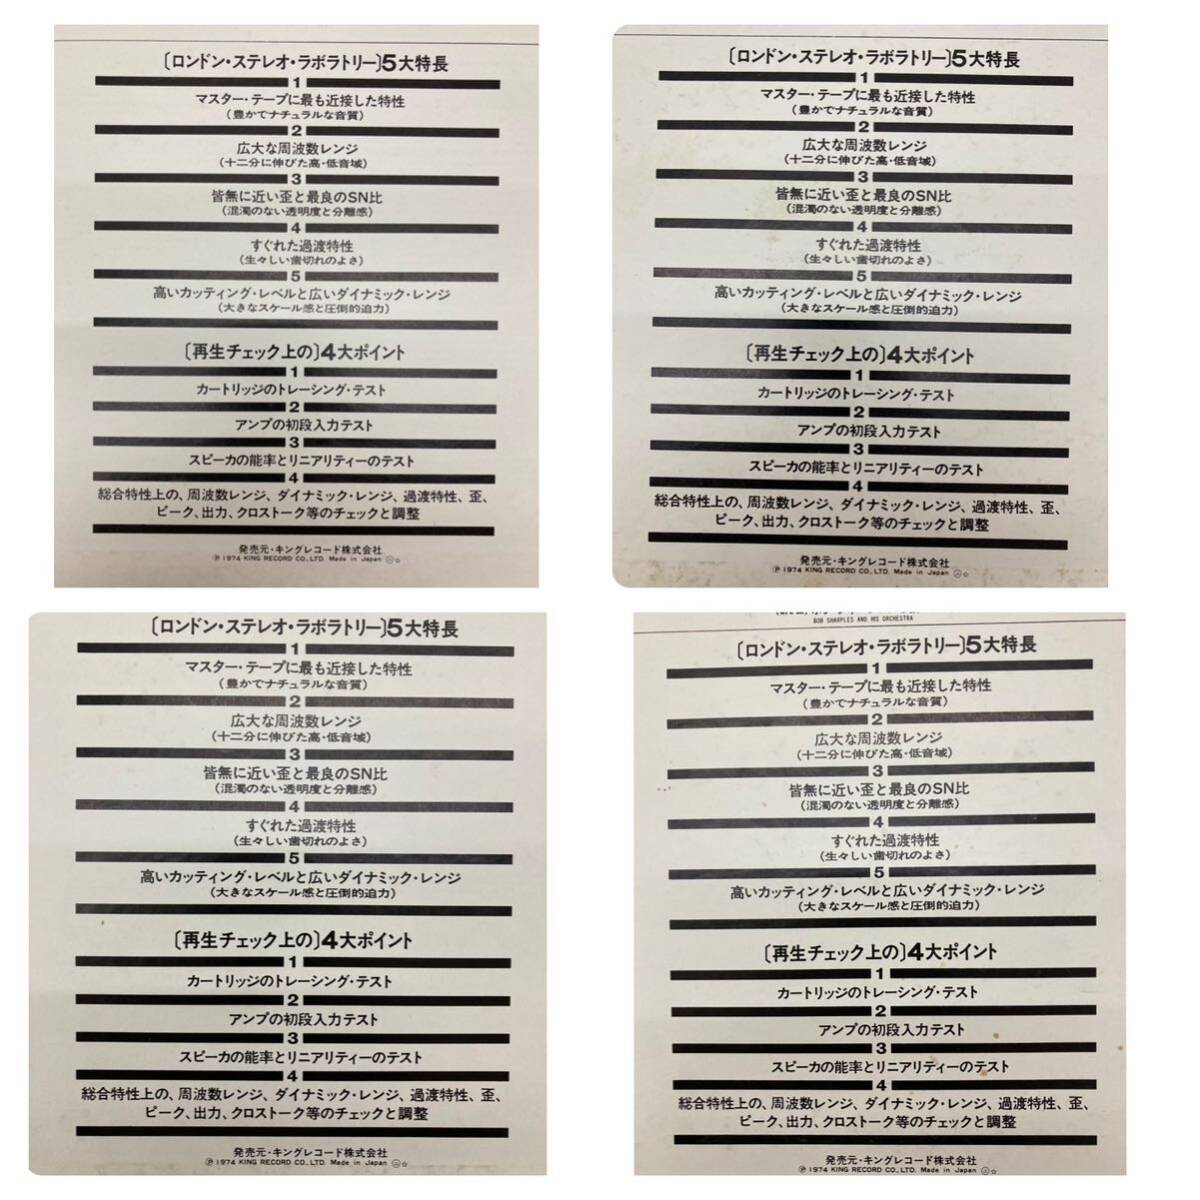 〔ロンドン・ステレオ・ラボラトリー〕5大特長
1
マスター・テープに最も近接した特性
(豊かでナチュラルな音質)
2
広大な周波数レンジ
(十二分に伸びた高・低音域)
3
皆無に近い歪と最良のSN比
(混濁のない透明度と分離感)
4
すぐれた過渡特性
(生々しい歯切れのよさ)
5
高いカッティング・レベルと広いダイナミック・レンジ
(大きなスケール感と圧倒的迫力)
〔再生チェック上の〕4大ポイント
1
カートリッジのトレーシング・テスト
2
アンプの初段入力テスト
3
スピーカの能率とリニアリティーのテスト
4
総合特性上の、周波数レンジ、ダイナミック・レンジ、過渡特性、歪、
ピーク、出力、クロストーク等のチェックと調整
発売元・キングレコード株式会社
Ⓟ1974 KING RECORD CO., LTD. Made in Japan
〔ロンドン・ステレオ・ラボラトリー〕5大特長
1
マスター・テープに最も近接した特性
(豊かでナチュラルな音質)
2
広大な周波数レンジ
(十二分に伸びた高・低音域)
3
皆無に近い歪と最良のSN比
(混濁のない透明度と分離感)
4
すぐれた過渡特性
(生々しい歯切れのよさ)
5
高いカッティング・レベルと広いダイナミック・レンジ
(大きなスケール感と圧倒的迫力)
〔再生チェック上の〕4大ポイント
1
カートリッジのトレーシング・テスト
2
アンプの初段入力テスト
3
スピーカの能率とリニアリティーのテスト
4
総合特性上の、周波数レンジ、ダイナミック・レンジ、過渡特性、歪、
ピーク、出力、クロストーク等のチェックと調整
発売元・キングレコード株式会社
Ⓟ1974 KING RECORD CO., LTD. Made in Japan
〔ロンドン・ステレオ・ラボラトリー〕5大特長
1
マスター・テープに最も近接した特性
(豊かでナチュラルな音質)
2
広大な周波数レンジ
(十二分に伸びた高・低音域)
3
皆無に近い歪と最良のSN比
(混濁のない透明度と分離感)
4
すぐれた過渡特性
(生々しい歯切れのよさ)
5
高いカッティング・レベルと広いダイナミック・レンジ
(大きなスケール感と圧倒的迫力)
〔再生チェック上の〕4大ポイント
1
カートリッジのトレーシング・テスト
2
アンプの初段入力テスト
3
スピーカの能率とリニアリティーのテスト
4
総合特性上の、周波数レンジ、ダイナミック・レンジ、過渡特性、歪、
ピーク、出力、クロストーク等のチェックと調整
発売元・キングレコード株式会社
Ⓟ1974 KING RECORD CO., LTD. Made in Japan
BOB SHARPLES AND HIS ORCHESTRA
〔ロンドン・ステレオ・ラボラトリー〕5大特長
1
マスター・テープに最も近接した特性
(豊かでナチュラルな音質)
2
広大な周波数レンジ
(十二分に伸びた高・低音域)
3
皆無に近い歪と最良のSN比
(混濁のない透明度と分離感)
4
すぐれた過渡特性
(生々しい歯切れのよさ)
5
高いカッティング・レベルと広いダイナミック・レンジ
(大きなスケール感と圧倒的迫力)
〔再生チェック上の〕4大ポイント
1
カートリッジのトレーシング・テスト
2
アンプの初段入力テスト
3
スピーカの能率とリニアリティーのテスト
4
総合特性上の、周波数レンジ、ダイナミック・レンジ、過渡特性、歪、
ピーク、出力、クロストーク等のチェックと調整
発売元・キングレコード株式会社
Ⓟ1974 KING RECORD CO., LTD. Made in Japan